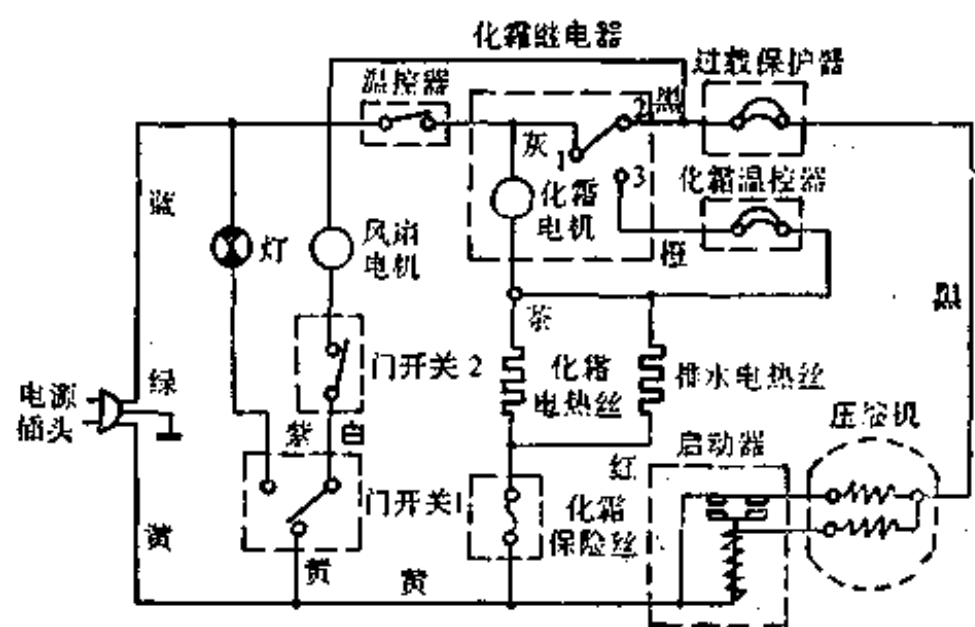 化霜继电器
过载保护器
温控器
2
黑
灰
1
3
化霜温控器
蓝
灯
风扇
电机
化霜
电机
橙
黑
茶
绿
门开关 2
化霜
电热丝
排水电热丝
电源
插头
紫
白
启动器
压缩机
红
黄
门开关1
化霜
保险丝
黄
黄